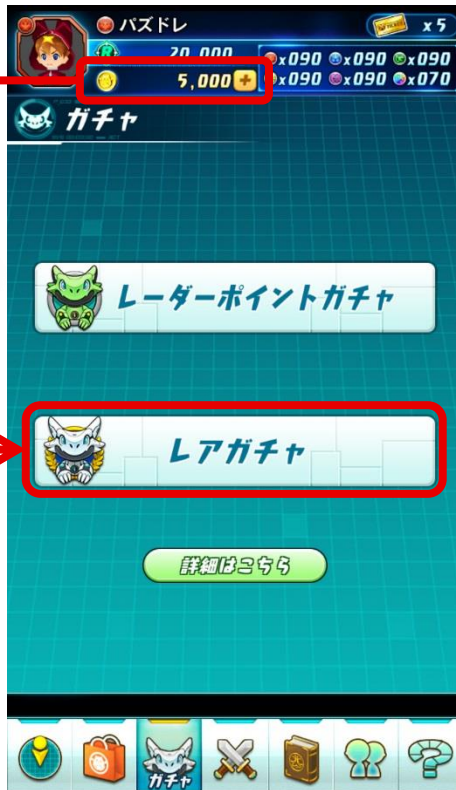 パズドレ
x5
20,000
x090 x090 x090
5,000 +
x090 x090 x070
ガチャ
レーダーポイントガチャ
レアガチャ
詳細はこちら
ガチャ